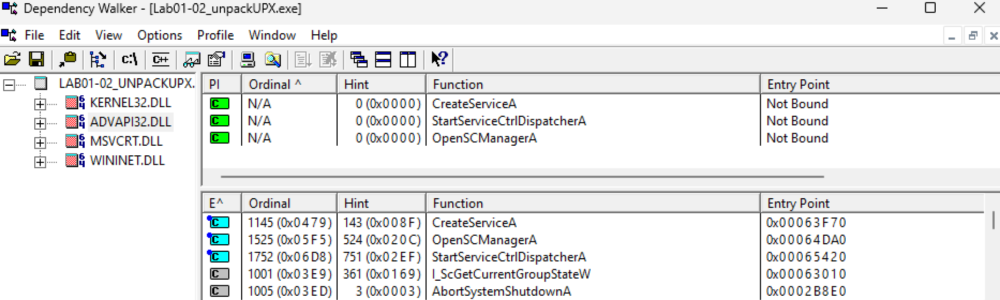 Dependency Walker - [Lab01-02_unpackUPX.exe]
File Edit View Options Profile Window Help
c:\ C++
LAB01-02_UNPACKUPX.
KERNEL32.DLL
ADVAPI32.DLL
MSVCRT.DLL
WININET.DLL
PI Ordinal ^ Hint Function Entry Point
C N/A 0 (0x0000) CreateServiceA Not Bound
C N/A 0 (0x0000) StartServiceCtrlDispatcherA Not Bound
C N/A 0 (0x0000) OpenSCManagerA Not Bound
E^ Ordinal Hint Function Entry Point
C 1145 (0x0479) 143 (0x008F) CreateServiceA 0x00063F70
C 1525 (0x05F5) 524 (0x020C) OpenSCManagerA 0x00064DA0
C 1752 (0x06D8) 751 (0x02EF) StartServiceCtrlDispatcherA 0x00065420
C 1001 (0x03E9) 361 (0x0169) I_ScGetCurrentGroupStateW 0x00063010
C 1005 (0x03ED) 3 (0x0003) AbortSystemShutdownA 0x0002B8E0